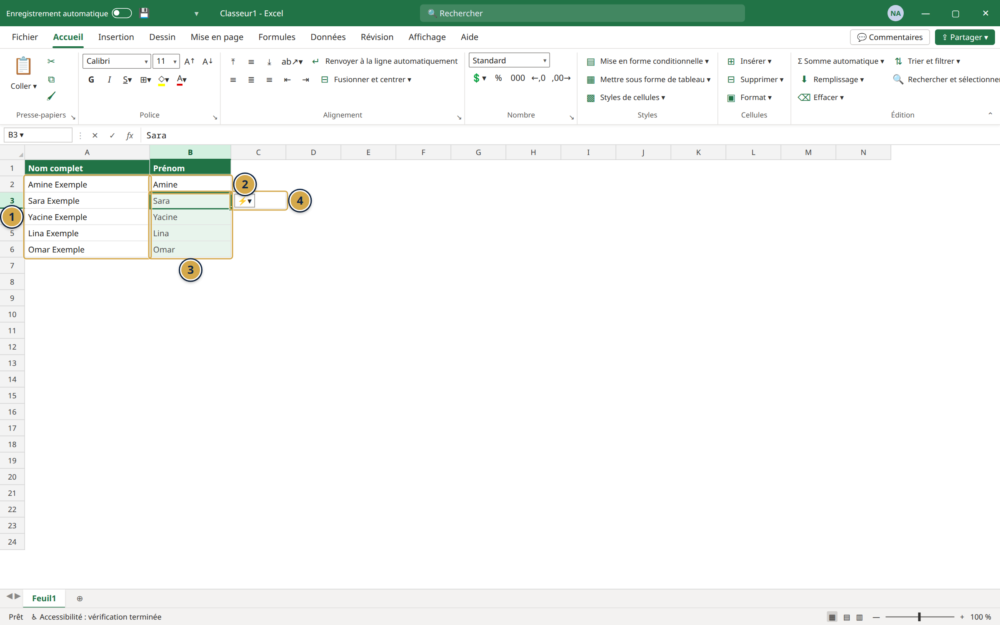 Enregistrement automatique
Classeur1 - Excel
Rechercher
NA
Fichier Accueil Insertion Dessin Mise en page Formules Données Révision Affichage Aide
Commentaires Partager
Coller
Presse-papiers
Calibri 11
G I S A
Police
ab Renvoyer à la ligne automatiquement
Fusionner et centrer
Alignement
Standard
% 000 ←,0 ,00→
Nombre
Mise en forme conditionnelle
Mettre sous forme de tableau
Styles de cellules
Styles
Insérer
Supprimer
Format
Cellules
Σ Somme automatique
Remplissage
Effacer
Trier et filtrer
Rechercher et sélectionner
Édition
B3 fx Sara
A B C D E F G H I J K L M N
1 Nom complet Prénom
2 Amine Exemple Amine 2
3 Sara Exemple Sara 4
1 Yacine Exemple Yacine
5 Lina Exemple Lina
6 Omar Exemple Omar
7 3
8
9
10
11
12
13
14
15
16
17
18
19
20
21
22
23
24
Feuil1
Prêt Accessibilité : vérification terminée
— + 100 %